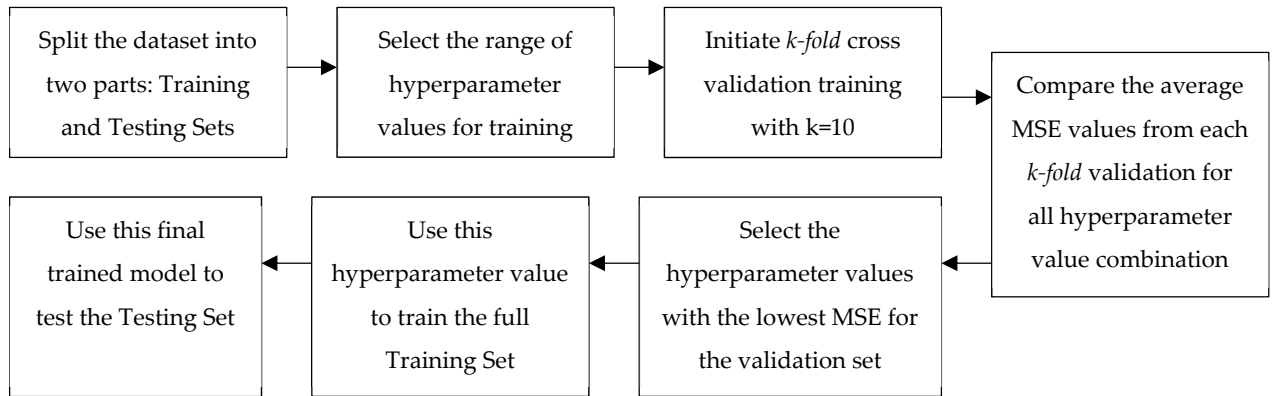 Split the dataset into
two parts: Training
and Testing Sets
Select the range of
hyperparameter
values for training
Initiate k-fold cross
validation training
with k=10
Compare the average
MSE values from each
k-fold validation for
all hyperparameter
value combination
Select the
hyperparameter values
with the lowest MSE for
the validation set
Use this
hyperparameter value
to train the full
Training Set
Use this final
trained model to
test the Testing Set